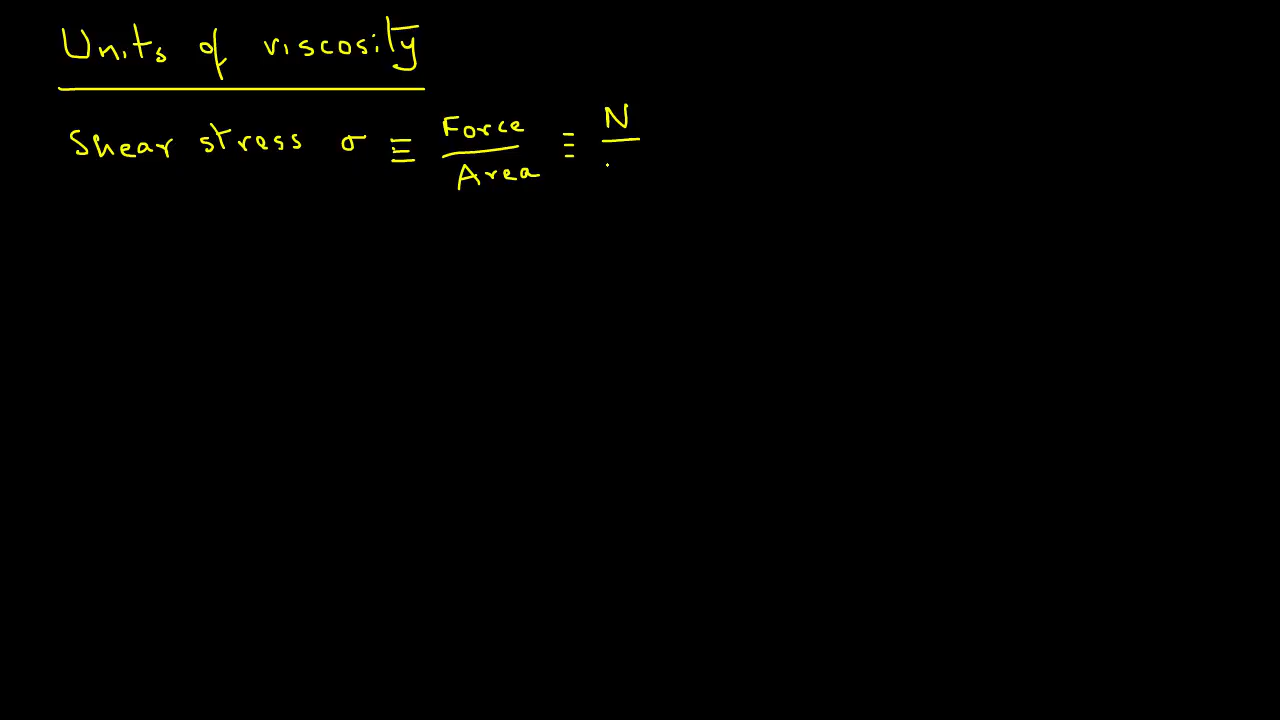 Units of viscosity
Shear stress σ ≡ Force / Area ≡ N /